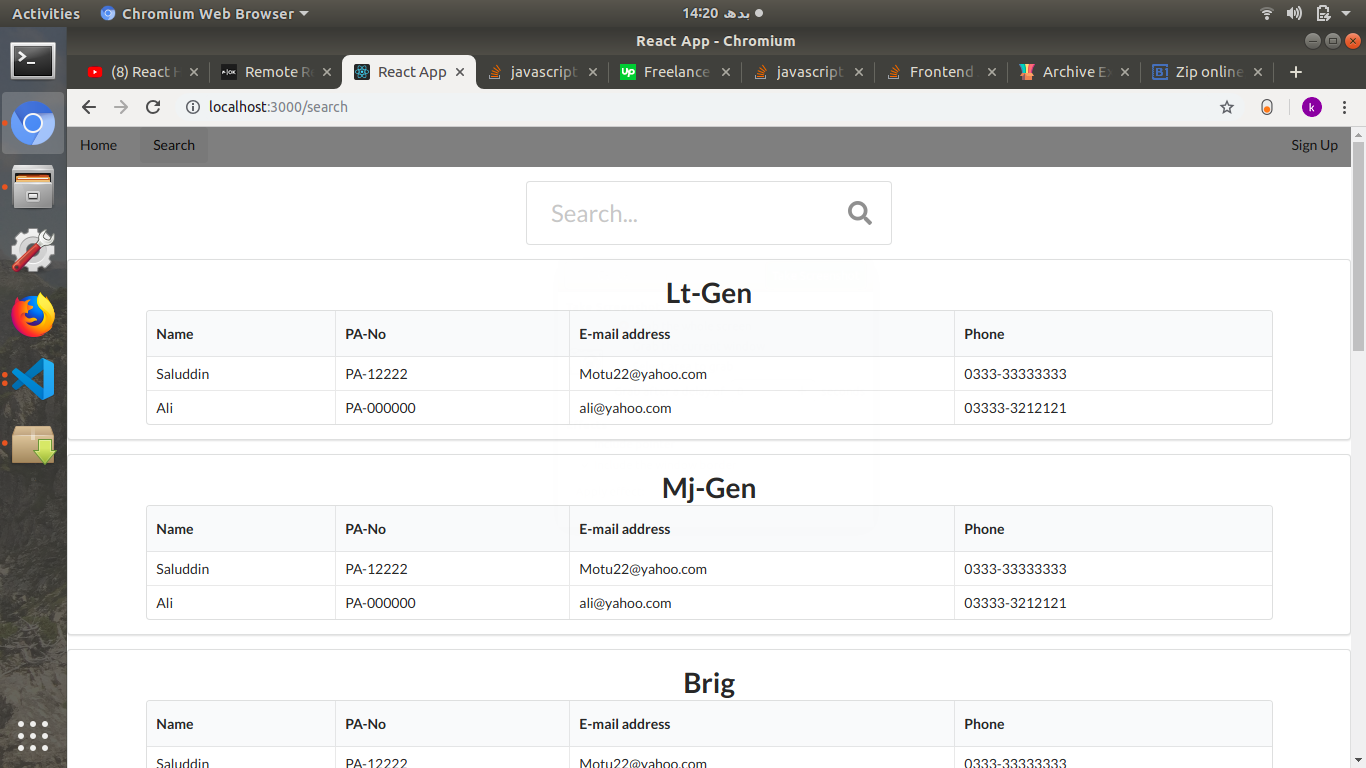 Activities Chromium Web Browser 14:20 بدھ
React App - Chromium
(8) React H Remote Re React App javascript Freelance javascript Frontend Archive Ex Zip online
localhost:3000/search k
Home Search Sign Up
Search...
Lt-Gen
Name PA-No E-mail address Phone
Saluddin PA-12222 Motu22@yahoo.com 0333-33333333
Ali PA-000000 ali@yahoo.com 03333-3212121
Mj-Gen
Name PA-No E-mail address Phone
Saluddin PA-12222 Motu22@yahoo.com 0333-33333333
Ali PA-000000 ali@yahoo.com 03333-3212121
Brig
Name PA-No E-mail address Phone
Saluddin PA-12222 Motu22@yahoo.com 0333-33333333